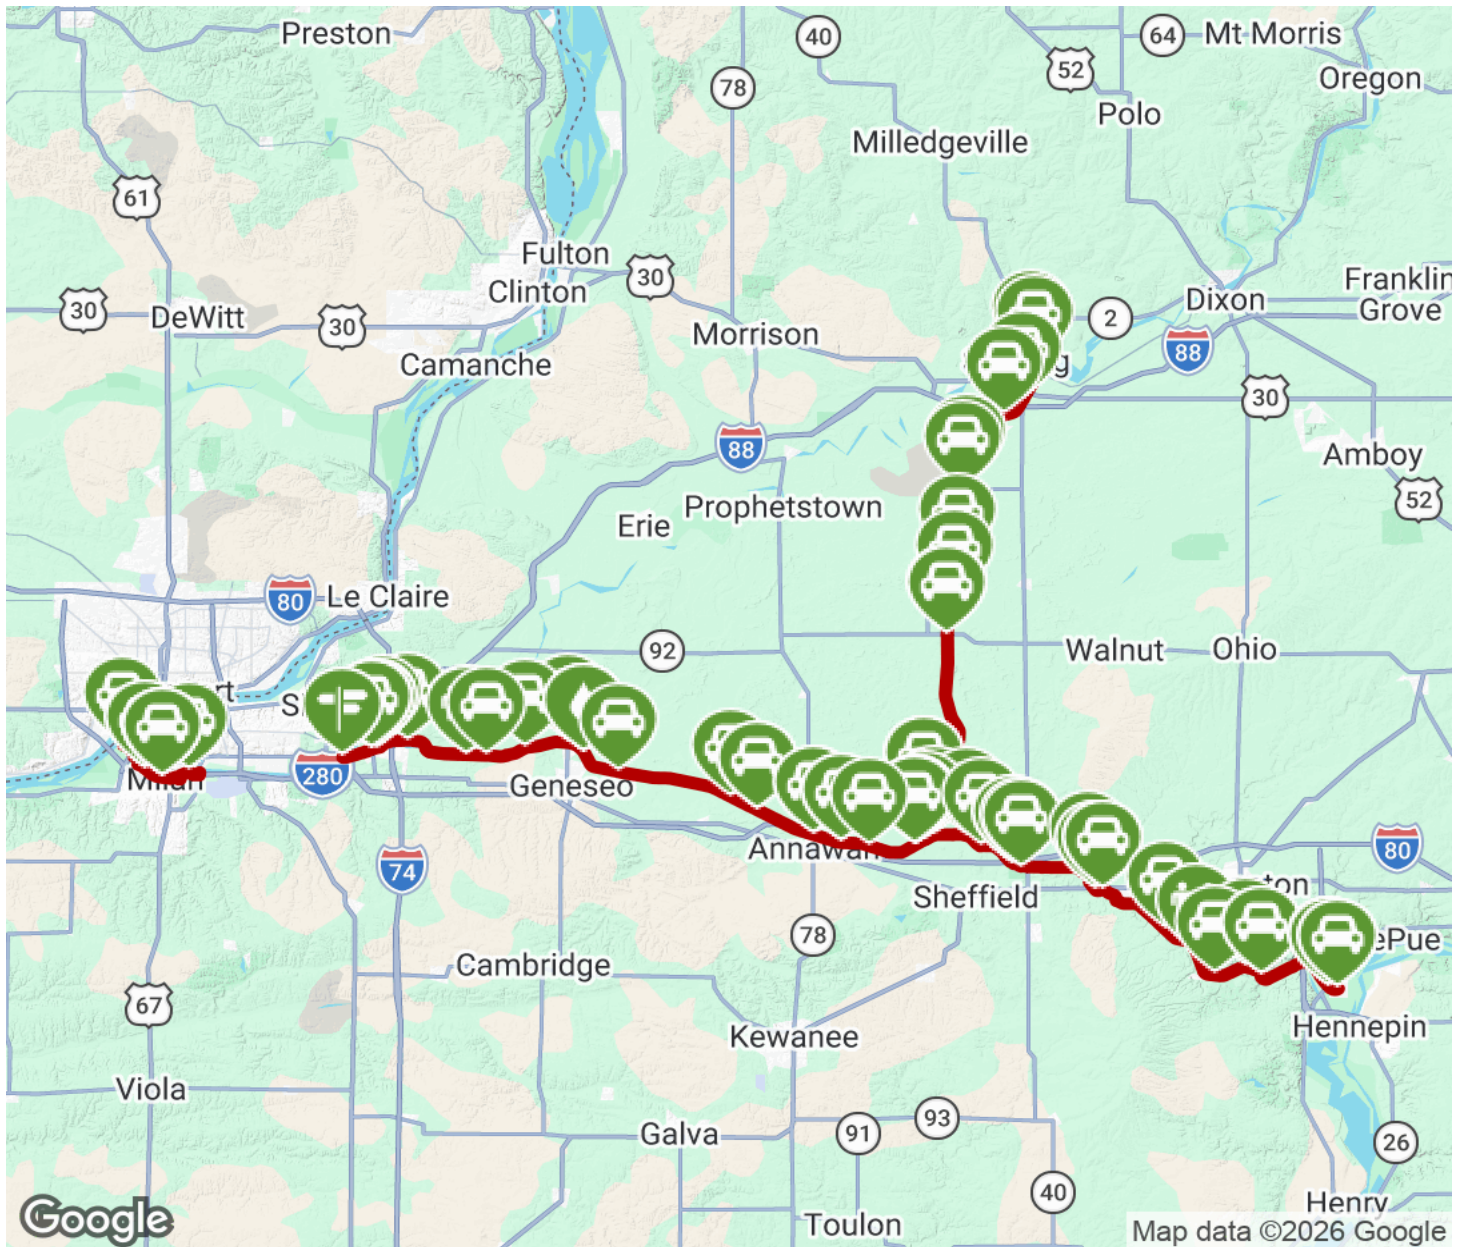 Preston
40
64
Mt Morris
52
Oregon
78
Polo
Milledgeville
61
Fulton
30
Clinton
Franklin
Grove
Dixon
30
DeWitt
30
2
Morrison
88
Camanche
30
88
Amboy
52
Prophetstown
Erie
80
Le Claire
92
Walnut
Ohio
280
Milan
Geneseo
Annawan
80
74
Sheffield
78
Cambridge
67
Hennepin
Kewanee
Viola
93
91
Galva
26
40
Henry
Toulon
Google
Map data ©2026 Google